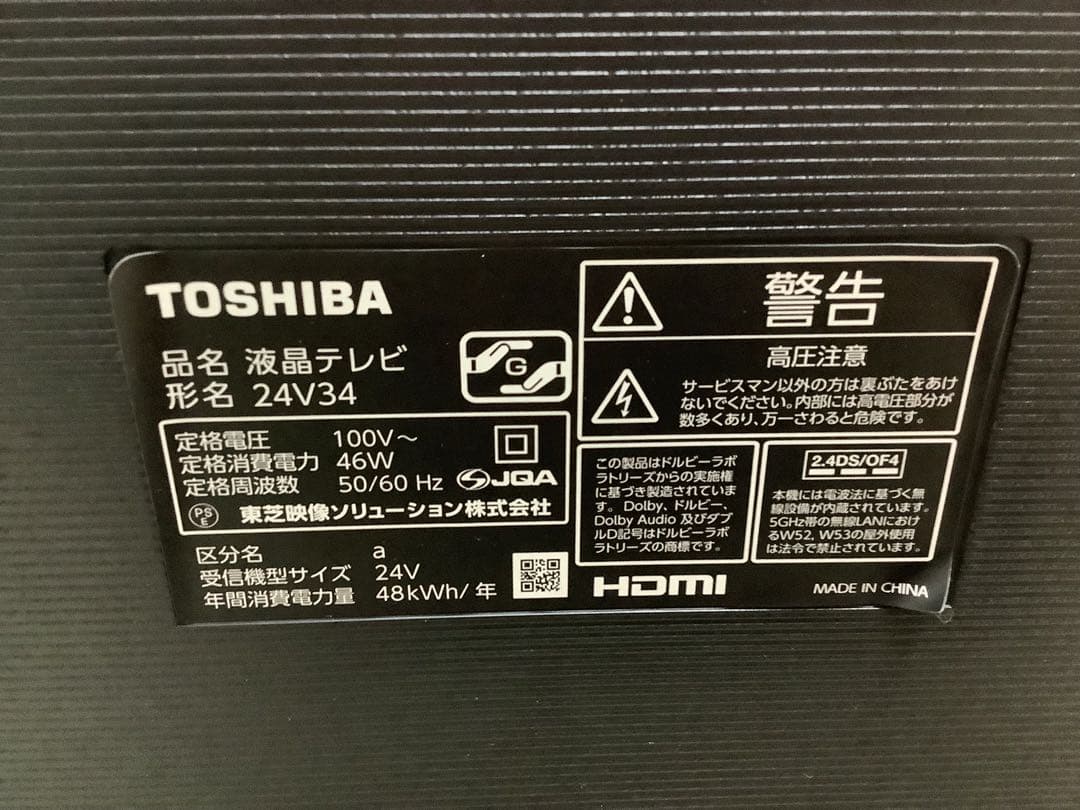 TOSHIBA
品名 液晶テレビ
形名 24V34
G
定格電圧 100V～
定格消費電力 46W
定格周波数 50/60 Hz
JQA
PS
E
東芝映像ソリューション株式会社
区分名 a
受信機型サイズ 24V
年間消費電力量 48kWh/年
警告
高圧注意
サービスマン以外の方は裏ぶたをあけ
ないでください。内部には高電圧部分が
数多くあり、万一さわると危険です。
この製品はドルビーラボ
ラトリーズからの実施権
に基づき製造されていま
す。Dolby、ドルビー、
Dolby Audio 及びダブ
ルD記号はドルビーラボ
ラトリーズの商標です。
2.4DS/OF4
本機には電波法に基づく無
線設備が内蔵されています。
5GHz帯の無線LANにおけ
るW52, W53の屋外使用
は法令で禁止されています。
HDMI
MADE IN CHINA